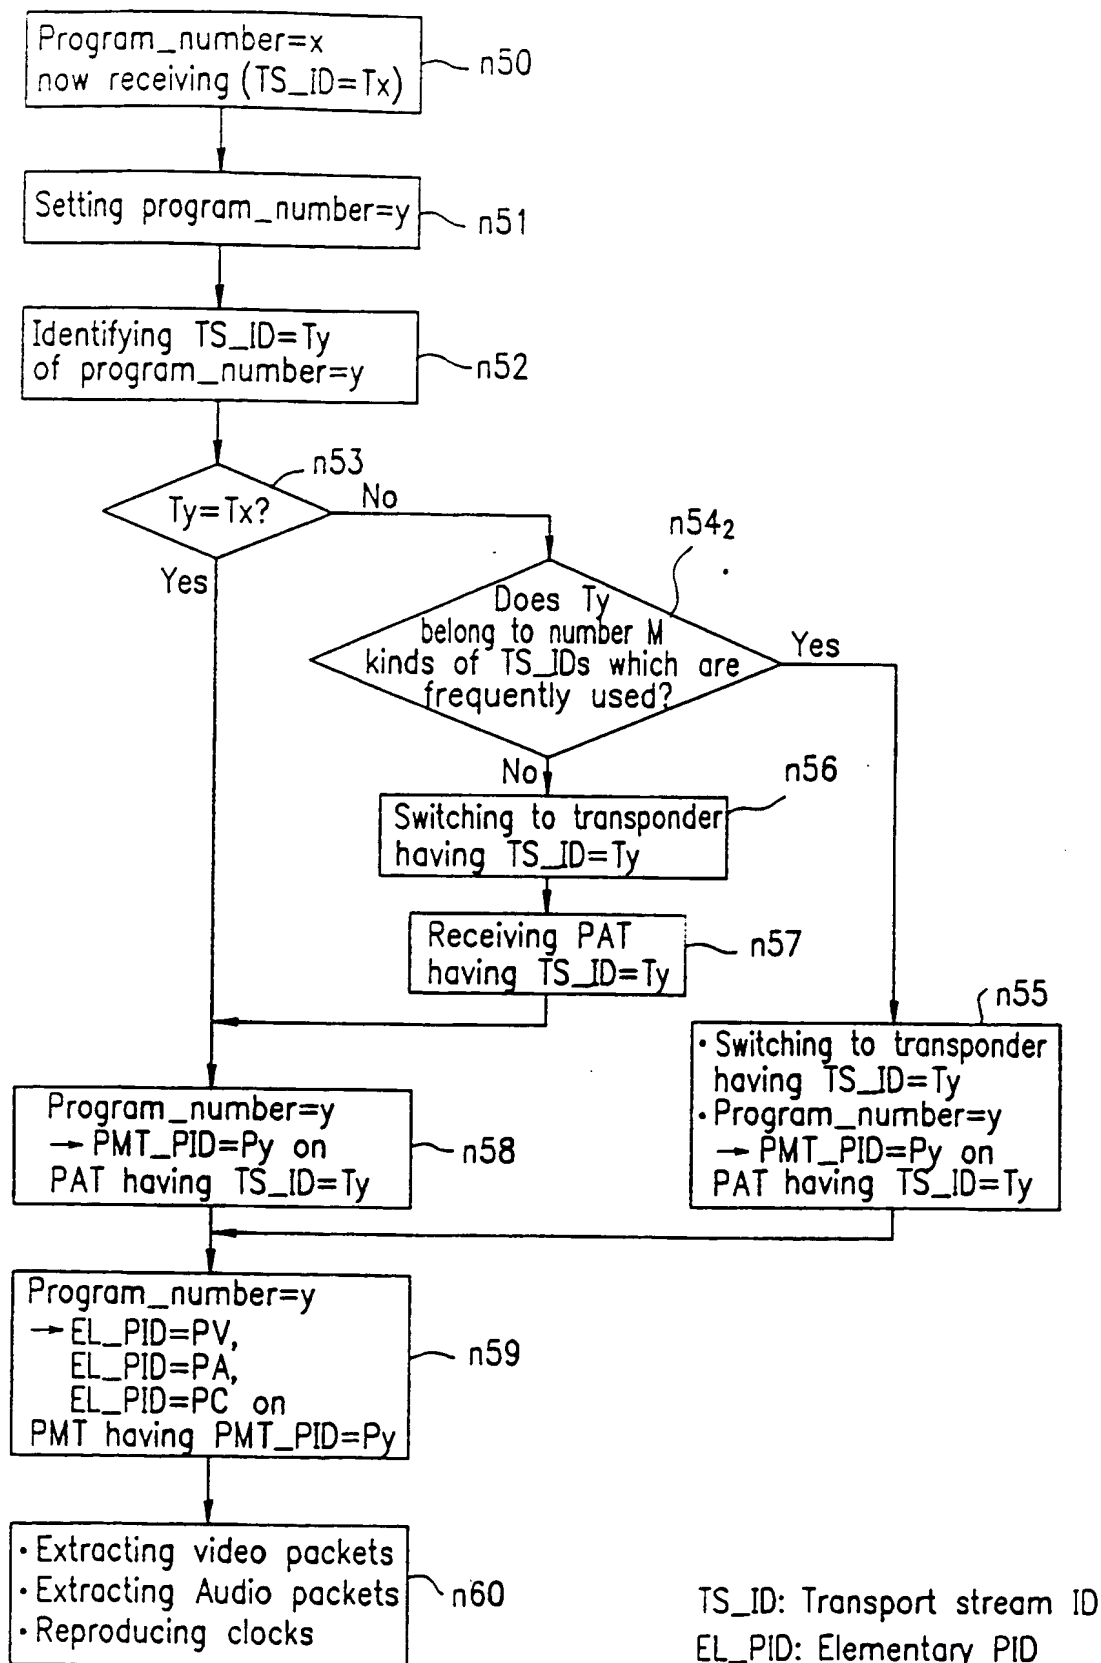 Program_number=x
now receiving (TS_ID=Tx)
n50
Setting program_number=y
n51
Identifying TS_ID=Ty
of program_number=y
n52
n53
Ty=Tx?
No
Yes
n54₂
Does Ty
belong to number M
kinds of TS_IDs which are
frequently used?
Yes
No
n56
Switching to transponder
having TS_ID=Ty
Receiving PAT
having TS_ID=Ty
n57
n55
• Switching to transponder
having TS_ID=Ty
• Program_number=y
→ PMT_PID=Py on
PAT having TS_ID=Ty
Program_number=y
→ PMT_PID=Py on
PAT having TS_ID=Ty
n58
Program_number=y
→ EL_PID=PV,
EL_PID=PA,
EL_PID=PC on
PMT having PMT_PID=Py
n59
• Extracting video packets
• Extracting Audio packets
• Reproducing clocks
n60
TS_ID: Transport stream ID
EL_PID: Elementary PID